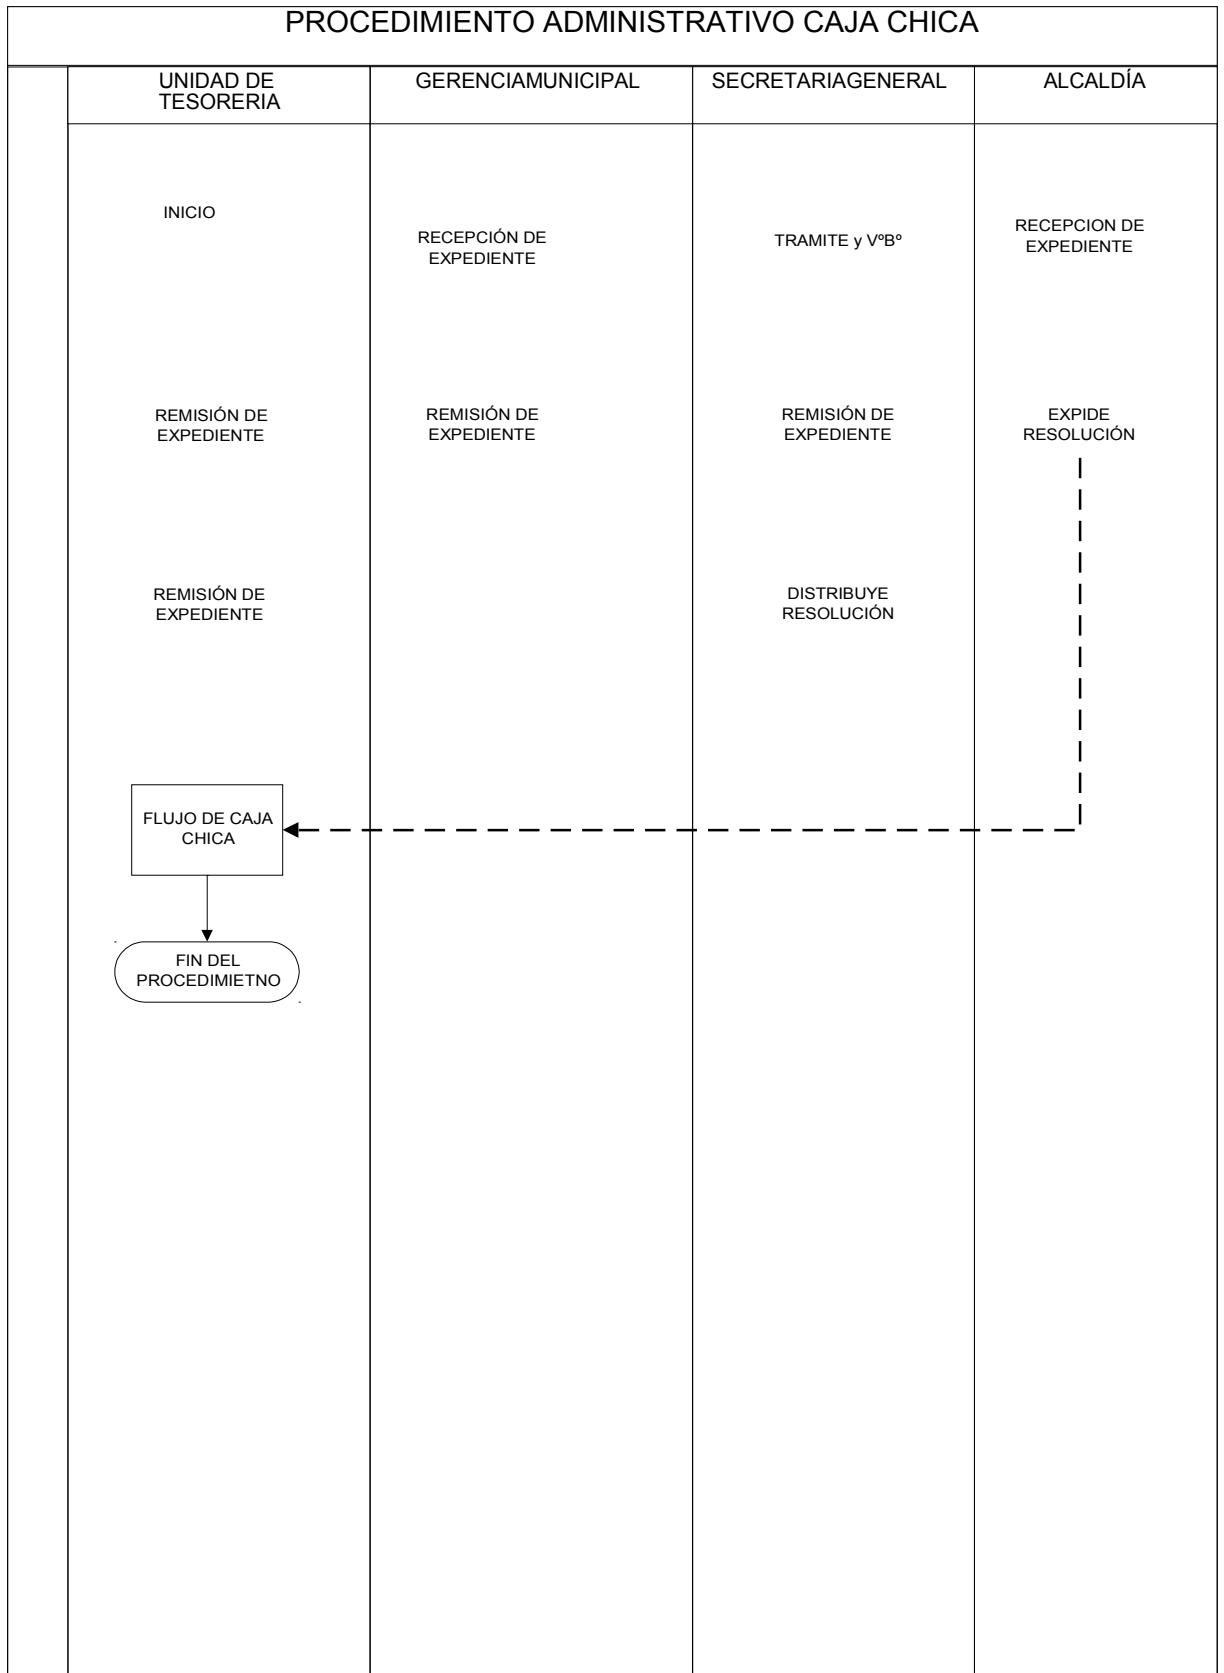 PROCEDIMIENTO ADMINISTRATIVO CAJA CHICA
UNIDAD DE
TESORERIA
GERENCIAMUNICIPAL
SECRETARIAGENERAL
ALCALDÍA
INICIO
RECEPCIÓN DE
EXPEDIENTE
TRAMITE y VºBº
RECEPCION DE
EXPEDIENTE
REMISIÓN DE
EXPEDIENTE
REMISIÓN DE
EXPEDIENTE
REMISIÓN DE
EXPEDIENTE
EXPIDE
RESOLUCIÓN
REMISIÓN DE
EXPEDIENTE
DISTRIBUYE
RESOLUCIÓN
FLUJO DE CAJA
CHICA
FIN DEL
PROCEDIMIETNO